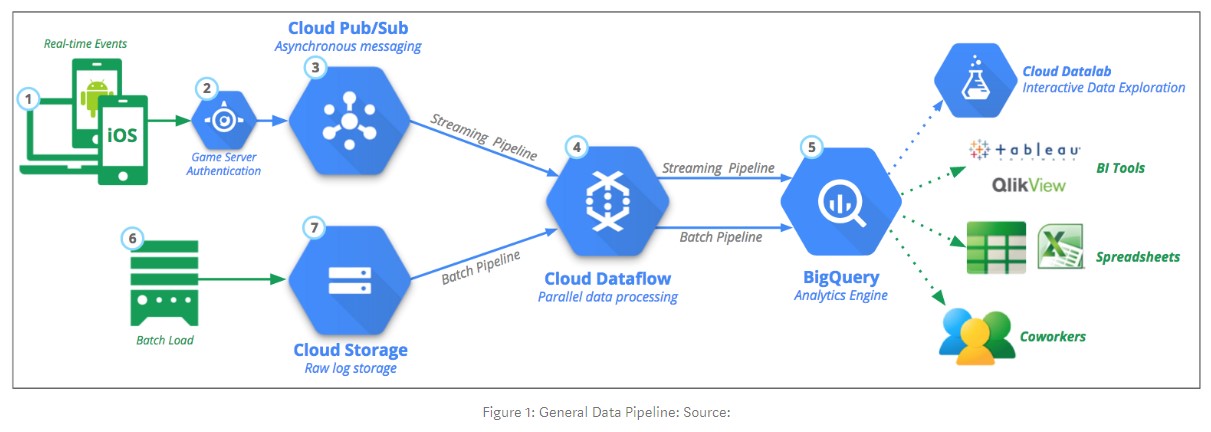 Real-time Events
1
iOS
2
Game Server
Authentication
Cloud Pub/Sub
Asynchronous messaging
3
Streaming Pipeline
6
Batch Load
7
Cloud Storage
Raw log storage
Batch Pipeline
4
Cloud Dataflow
Parallel data processing
Streaming Pipeline
Batch Pipeline
5
BigQuery
Analytics Engine
Cloud Datalab
Interactive Data Exploration
+ a b l e a u
S O F T W A R E
QlikView
BI Tools
X
Spreadsheets
Coworkers
Figure 1: General Data Pipeline: Source: